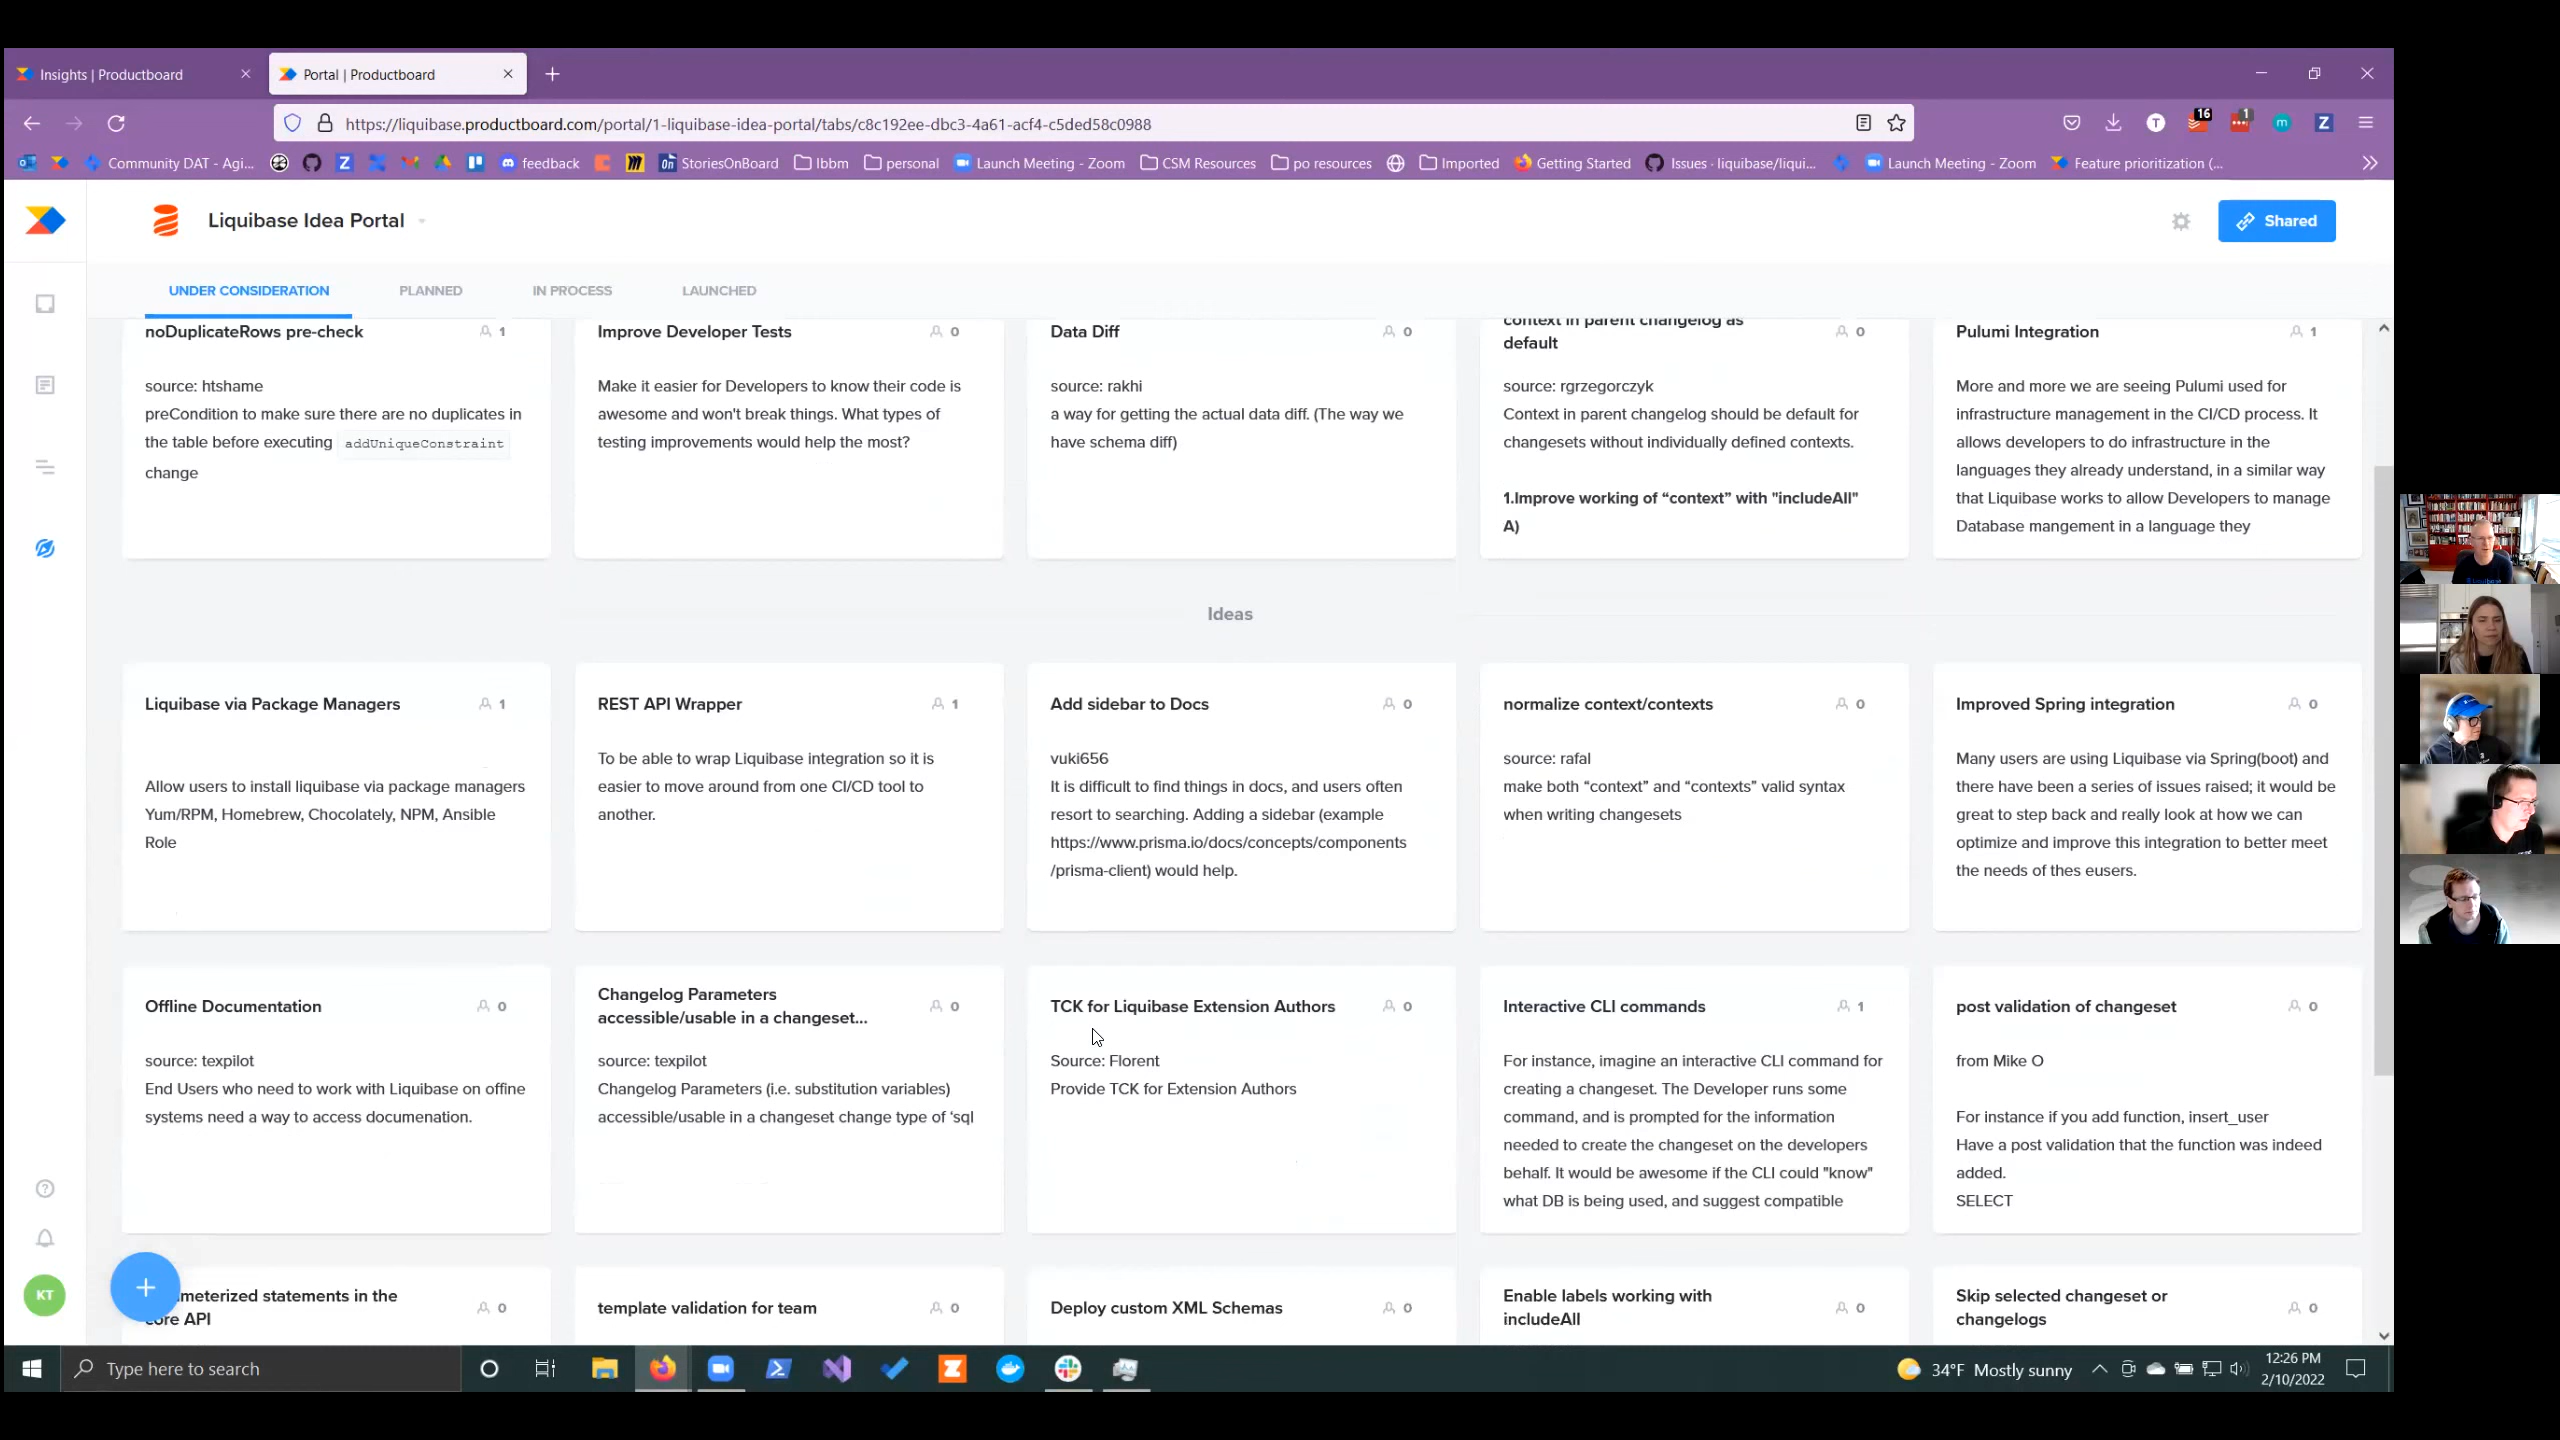 Insights | Productboard
Portal | Productboard
https://liquibase.productboard.com/portal/1-liquibase-idea-portal/tabs/c8c192ee-dbc3-4a61-acf4-c5ded58c0988
16
1
T
m
Z
Community DAT - Agi...
Z
feedback
StoriesOnBoard
lbbm
personal
Launch Meeting - Zoom
CSM Resources
po resources
Imported
Getting Started
Issues · liquibase/liqui...
Launch Meeting - Zoom
Feature prioritization (...
Liquibase Idea Portal
Shared
UNDER CONSIDERATION
PLANNED
IN PROCESS
LAUNCHED
noDuplicateRows pre-check
1
source: htshame
preCondition to make sure there are no duplicates in
the table before executing addUniqueConstraint
change
Improve Developer Tests
0
Make it easier for Developers to know their code is
awesome and won't break things. What types of
testing improvements would help the most?
Data Diff
0
source: rakhi
a way for getting the actual data diff. (The way we
have schema diff)
context in parent changelog as
default
0
source: rgrzegorczyk
Context in parent changelog should be default for
changesets without individually defined contexts.
1.Improve working of “context” with "includeAll"
A)
Pulumi Integration
1
More and more we are seeing Pulumi used for
infrastructure management in the CI/CD process. It
allows developers to do infrastructure in the
languages they already understand, in a similar way
that Liquibase works to allow Developers to manage
Database mangement in a language they
Ideas
Liquibase via Package Managers
1
Allow users to install liquibase via package managers
Yum/RPM, Homebrew, Chocolately, NPM, Ansible
Role
REST API Wrapper
1
To be able to wrap Liquibase integration so it is
easier to move around from one CI/CD tool to
another.
Add sidebar to Docs
0
vuki656
It is difficult to find things in docs, and users often
resort to searching. Adding a sidebar (example
https://www.prisma.io/docs/concepts/components
/prisma-client) would help.
normalize context/contexts
0
source: rafal
make both “context” and “contexts” valid syntax
when writing changesets
Improved Spring integration
0
Many users are using Liquibase via Spring(boot) and
there have been a series of issues raised; it would be
great to step back and really look at how we can
optimize and improve this integration to better meet
the needs of thes eusers.
Offline Documentation
0
source: texpilot
End Users who need to work with Liquibase on offine
systems need a way to access documenation.
Changelog Parameters
accessible/usable in a changeset...
0
source: texpilot
Changelog Parameters (i.e. substitution variables)
accessible/usable in a changeset change type of ‘sql
TCK for Liquibase Extension Authors
0
Source: Florent
Provide TCK for Extension Authors
Interactive CLI commands
1
For instance, imagine an interactive CLI command for
creating a changeset. The Developer runs some
command, and is prompted for the information
needed to create the changeset on the developers
behalf. It would be awesome if the CLI could "know"
what DB is being used, and suggest compatible
post validation of changeset
0
from Mike O
For instance if you add function, insert_user
Have a post validation that the function was indeed
added.
SELECT
meterized statements in the
core API
0
template validation for team
0
Deploy custom XML Schemas
0
Enable labels working with
includeAll
0
Skip selected changeset or
changelogs
0
KT
Type here to search
34°F Mostly sunny
12:26 PM
2/10/2022